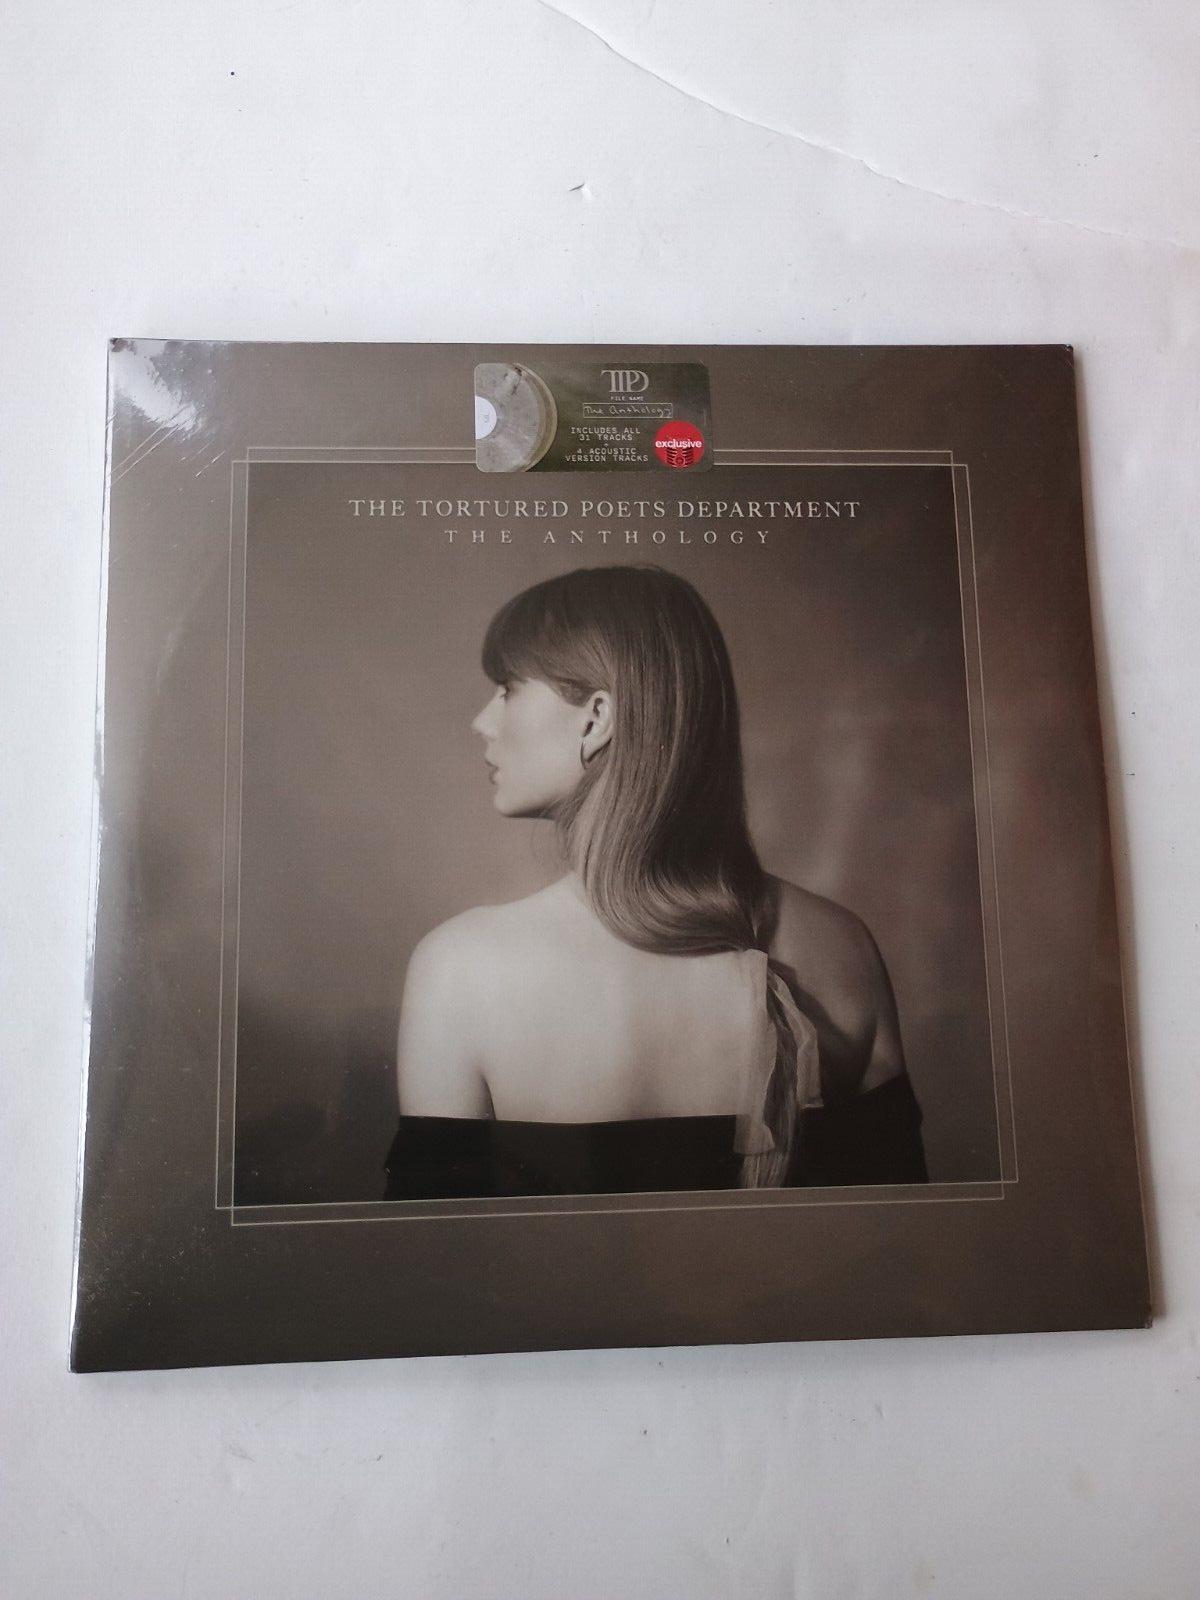 TTPD
FILE NAME
The Anthology
INCLUDES ALL
31 TRACKS
+
4 ACOUSTIC
VERSION TRACKS
exclusive
THE TORTURED POETS DEPARTMENT
THE ANTHOLOGY